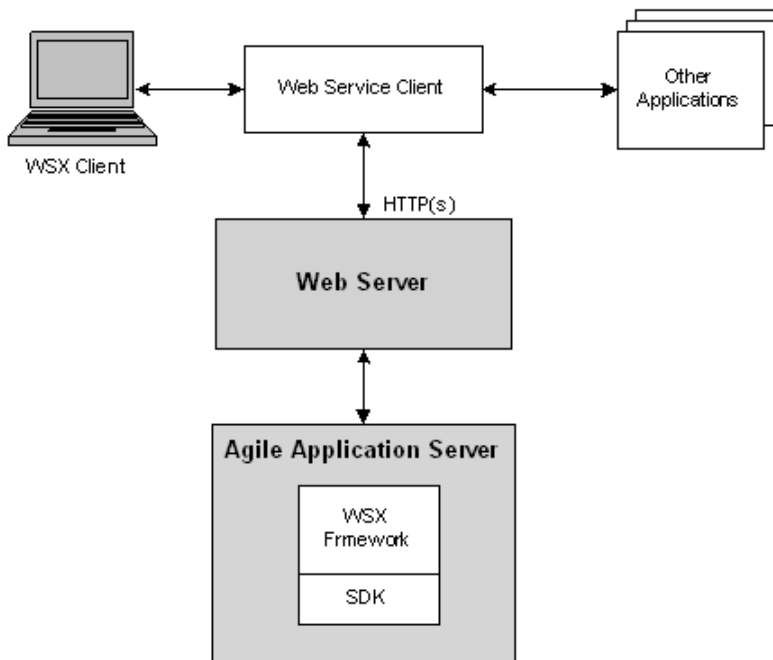 Web Service Client
Other
Applications
WSX Client
HTTP(s)
Web Server
Agile Application Server
WSX
Frmework
SDK